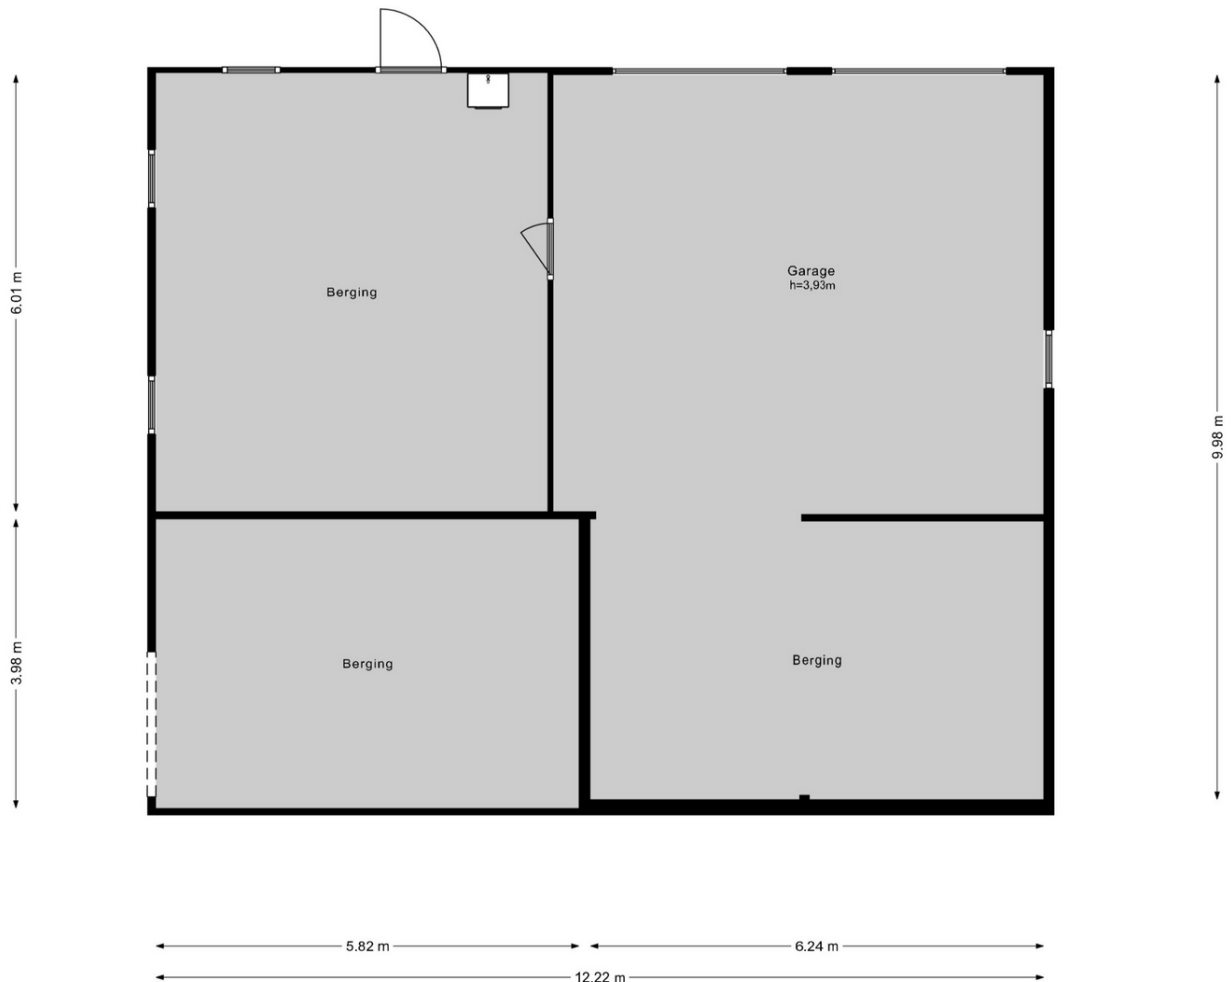 6.01 m
Berging
Garage
h=3,93m
9.98 m
3.98 m
Berging
Berging
5.82 m
6.24 m
12.22 m